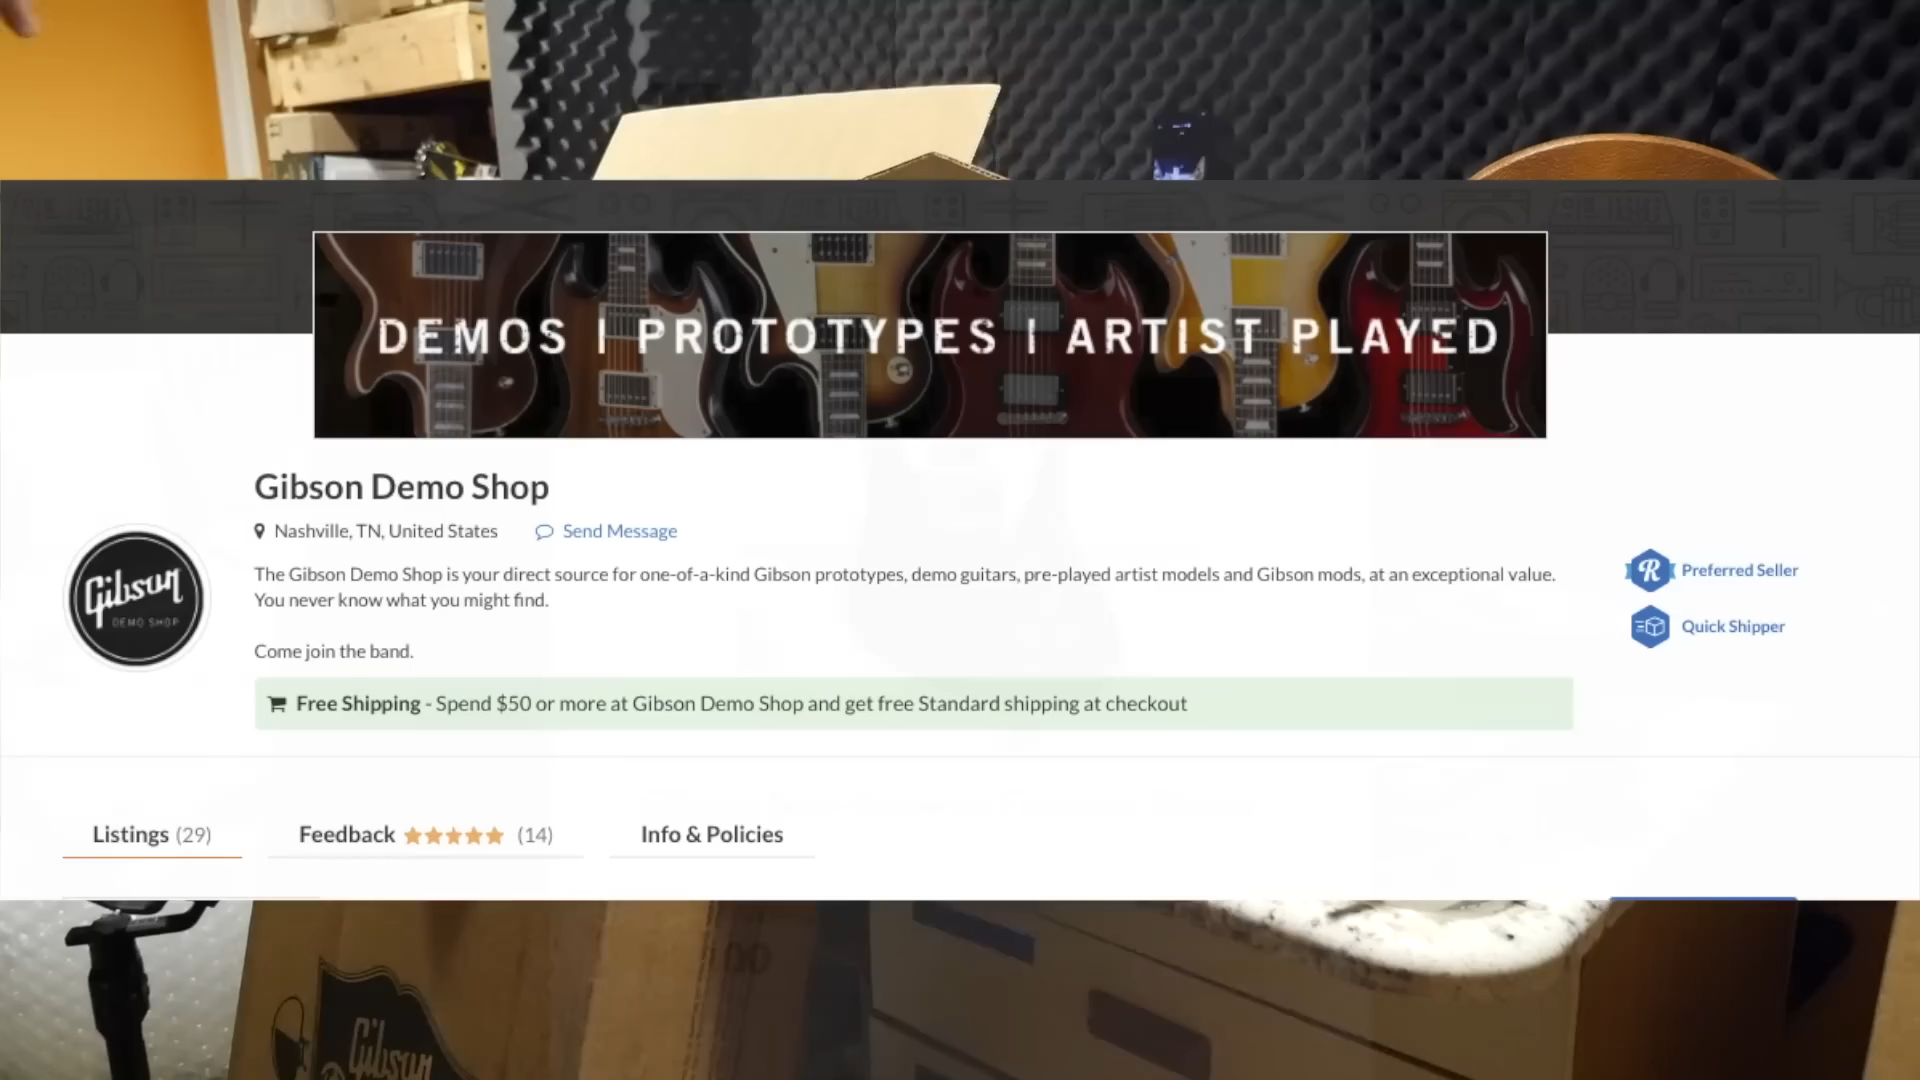 DEMOS | PROTOTYPES | ARTIST PLAYED
Gibson Demo Shop
Nashville, TN, United States Send Message
The Gibson Demo Shop is your direct source for one-of-a-kind Gibson prototypes, demo guitars, pre-played artist models and Gibson mods, at an exceptional value.
You never know what you might find.
Come join the band.
Gibson
DEMO SHOP
R Preferred Seller
Quick Shipper
Free Shipping - Spend $50 or more at Gibson Demo Shop and get free Standard shipping at checkout
Listings (29) Feedback (14) Info & Policies
Gibson